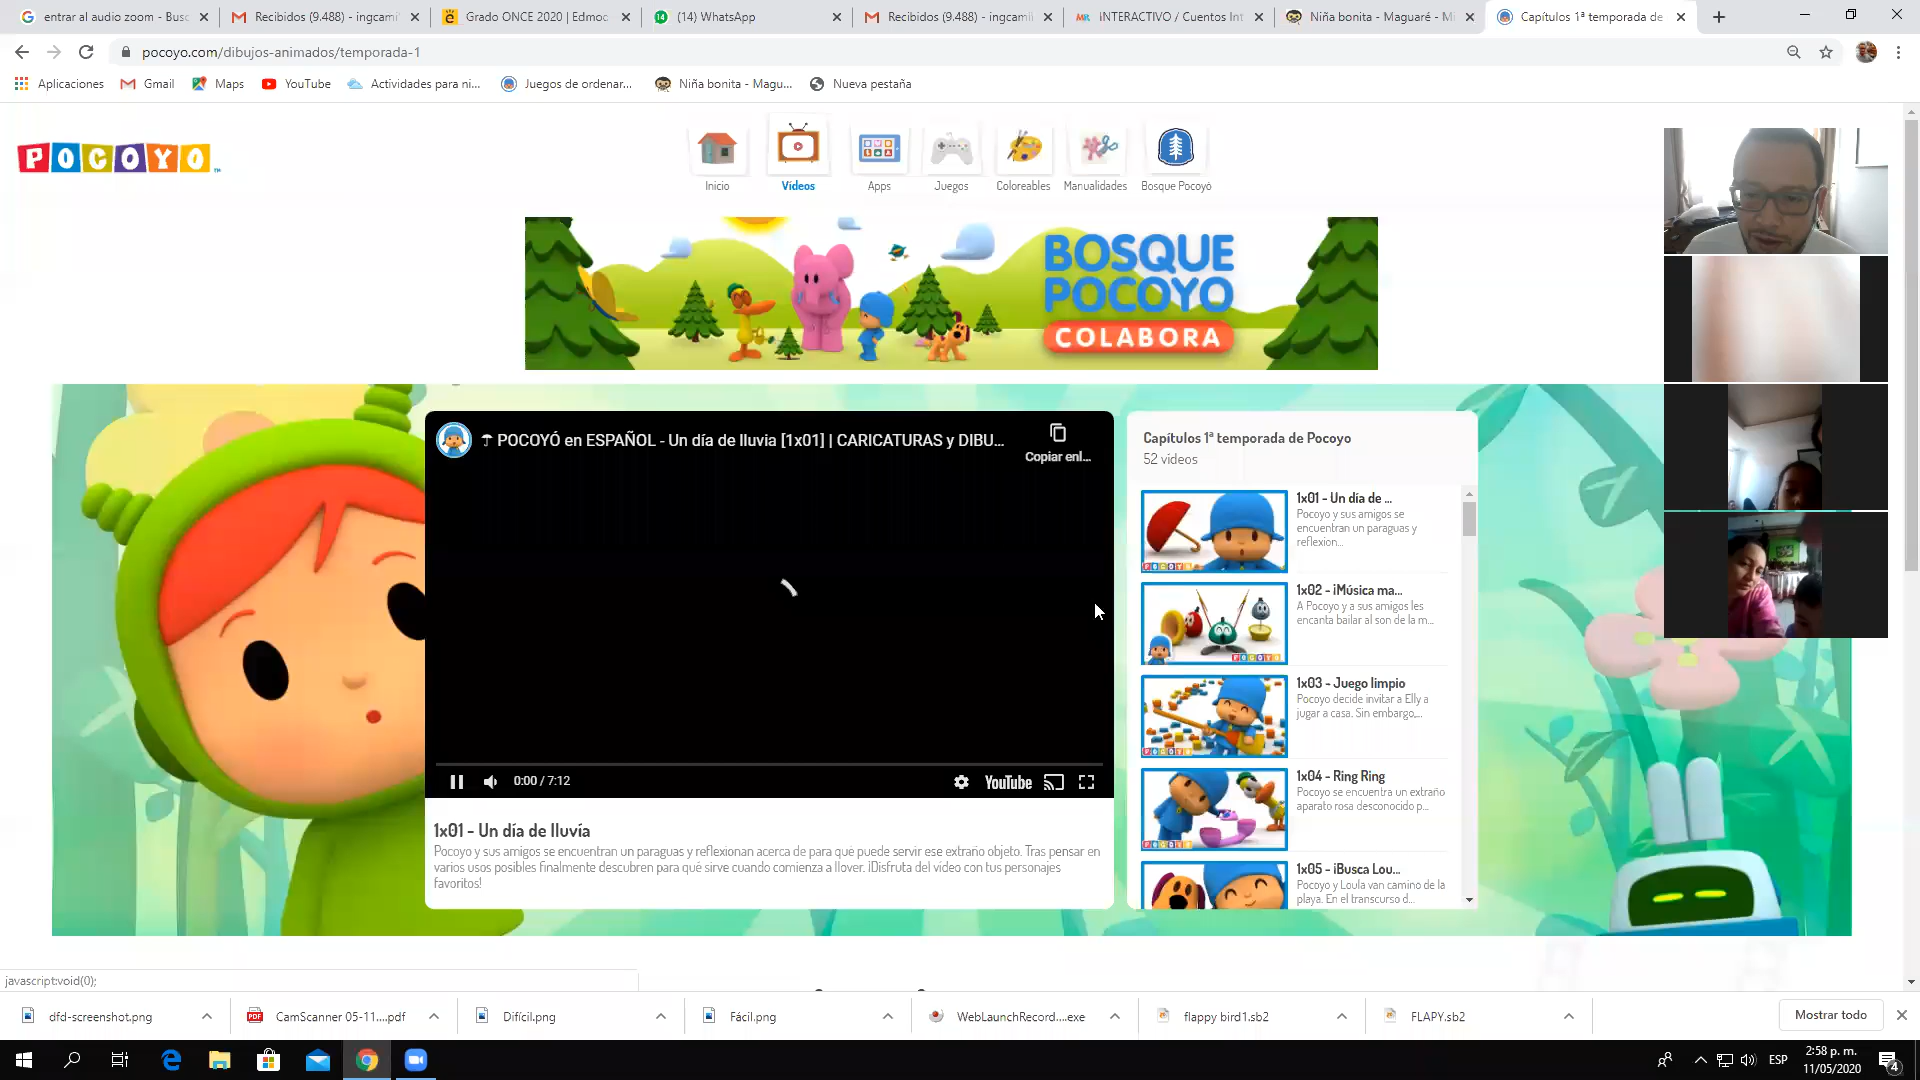 entrar al audio zoom - Busc
Recibidos (9.488) - ingcamil
Grado ONCE 2020 | Edmoc
(14) WhatsApp
Recibidos (9.488) - ingcamil
INTERACTIVO / Cuentos Int
Niña bonita - Maguaré - Mi
Capítulos 1ª temporada de
pocoyo.com/dibujos-animados/temporada-1
Aplicaciones
Gmail
Maps
YouTube
Actividades para ni...
Juegos de ordenar...
Niña bonita - Magu...
Nueva pestaña
POCOYO
Inicio
Vídeos
Apps
Juegos
Coloreables
Manualidades
Bosque Pocoyó
BOSQUE
POCOYO
COLABORA
☂ POCOYÓ en ESPAÑOL - Un día de lluvia [1x01] | CARICATURAS y DIBU...
Copiar enl...
0:00 / 7:12
YouTube
1x01 - Un día de lluvia
Pocoyo y sus amigos se encuentran un paraguas y reflexionan acerca de para qué puede servir ese extraño objeto. Tras pensar en
varios usos posibles finalmente descubren para qué sirve cuando comienza a llover. ¡Disfruta del video con tus personajes
favoritos!
Capítulos 1ª temporada de Pocoyo
52 vídeos
1x01 - Un día de ...
Pocoyo y sus amigos se
encuentran un paraguas y
reflexion...
POCOYO
1x02 - ¡Música ma...
A Pocoyo y a sus amigos les
encanta bailar al son de la m...
POCOYO
1x03 - Juego limpio
Pocoyo decide invitar a Elly a
jugar a casa. Sin embargo,...
POCOYO
1x04 - Ring Ring
Pocoyo se encuentra un extraño
aparato rosa desconocido p...
POCOYO
1x05 - ¡Busca Lou...
Pocoyo y Loula van camino de la
playa. En el transcurso d...
javascript:void(0);
dfd-screenshot.png
CamScanner 05-11....pdf
Difícil.png
Fácil.png
WebLaunchRecord....exe
flappy bird1.sb2
FLAPY.sb2
Mostrar todo
ESP
2:58 p. m.
11/05/2020
4